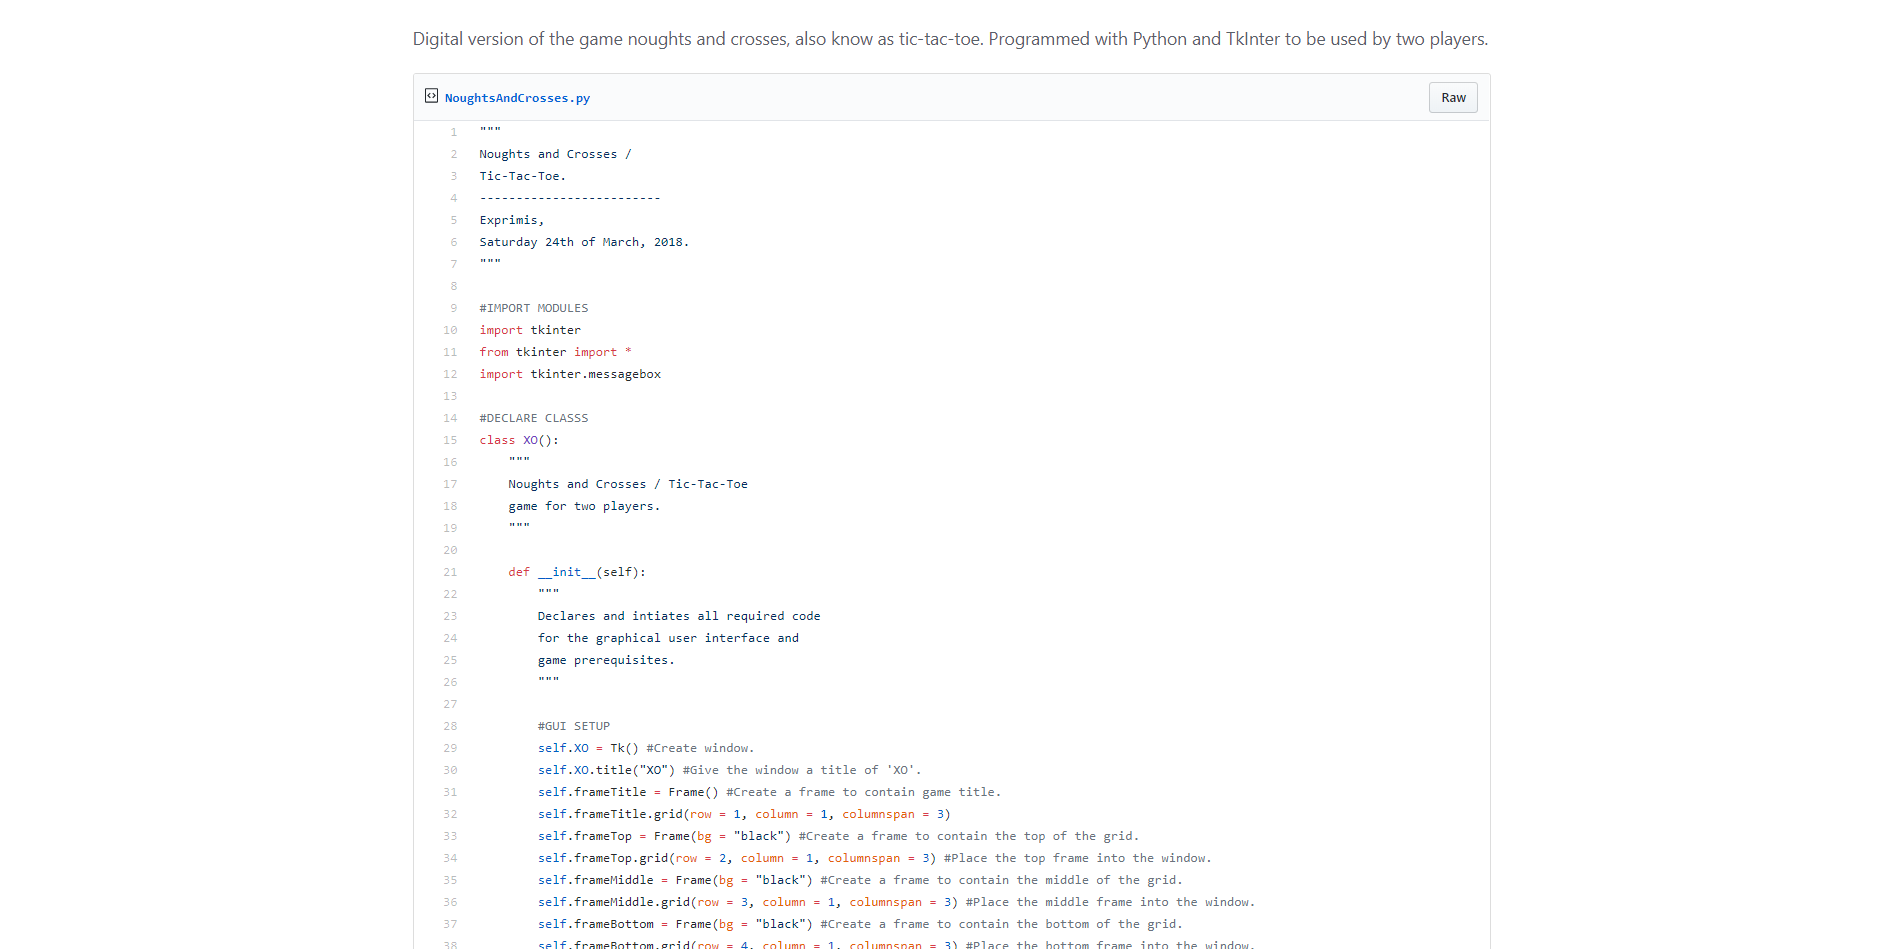 Digital version of the game noughts and crosses, also know as tic-tac-toe. Programmed with Python and TkInter to be used by two players.
NoughtsAndCrosses.py
Raw
1 """
2 Noughts and Crosses /
3 Tic-Tac-Toe.
4 -------------------------
5 Exprimis,
6 Saturday 24th of March, 2018.
7 """
8
9 #IMPORT MODULES
10 import tkinter
11 from tkinter import *
12 import tkinter.messagebox
13
14 #DECLARE CLASSS
15 class XO():
16 """
17 Noughts and Crosses / Tic-Tac-Toe
18 game for two players.
19 """
20
21 def __init__(self):
22 """
23 Declares and intiates all required code
24 for the graphical user interface and
25 game prerequisites.
26 """
27
28 #GUI SETUP
29 self.XO = Tk() #Create window.
30 self.XO.title("XO") #Give the window a title of 'XO'.
31 self.frameTitle = Frame() #Create a frame to contain game title.
32 self.frameTitle.grid(row = 1, column = 1, columnspan = 3)
33 self.frameTop = Frame(bg = "black") #Create a frame to contain the top of the grid.
34 self.frameTop.grid(row = 2, column = 1, columnspan = 3) #Place the top frame into the window.
35 self.frameMiddle = Frame(bg = "black") #Create a frame to contain the middle of the grid.
36 self.frameMiddle.grid(row = 3, column = 1, columnspan = 3) #Place the middle frame into the window.
37 self.frameBottom = Frame(bg = "black") #Create a frame to contain the bottom of the grid.
38 self.frameBottom.grid(row = 4, column = 1, columnspan = 3) #Place the bottom frame into the window.